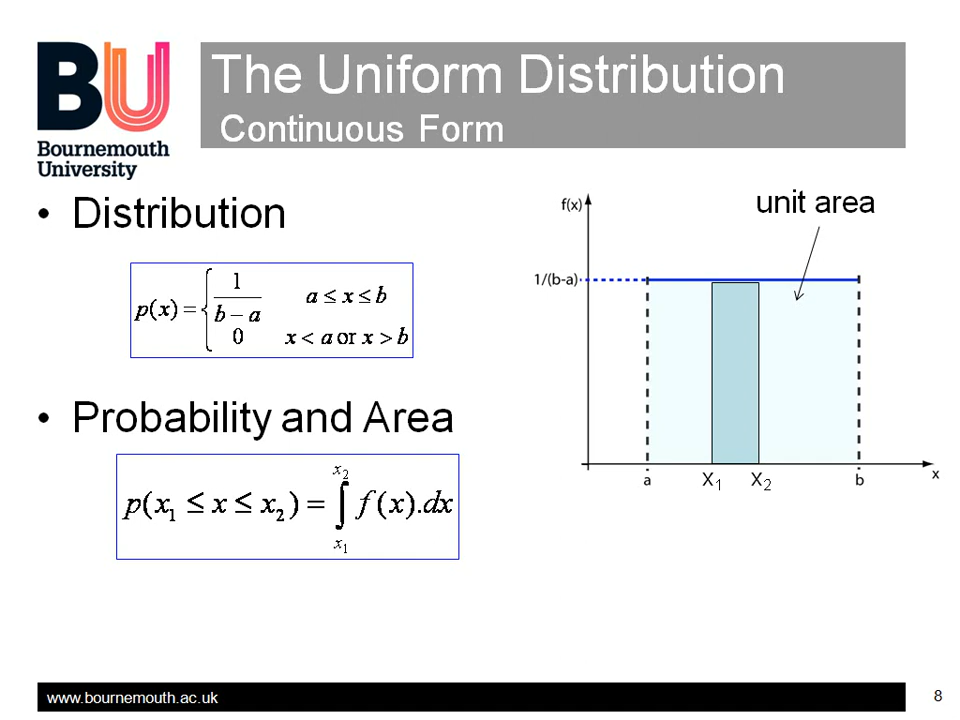 BU
Bournemouth
University
The Uniform Distribution
Continuous Form
• Distribution
p(x) = { 1/(b − a)   a ≤ x ≤ b
0   x < a or x > b
• Probability and Area
p(x₁ ≤ x ≤ x₂) = ∫ₓ₁ˣ² f(x).dx
unit area
f(x)
1/(b-a)
a X₁ X₂ b x
www.bournemouth.ac.uk
8